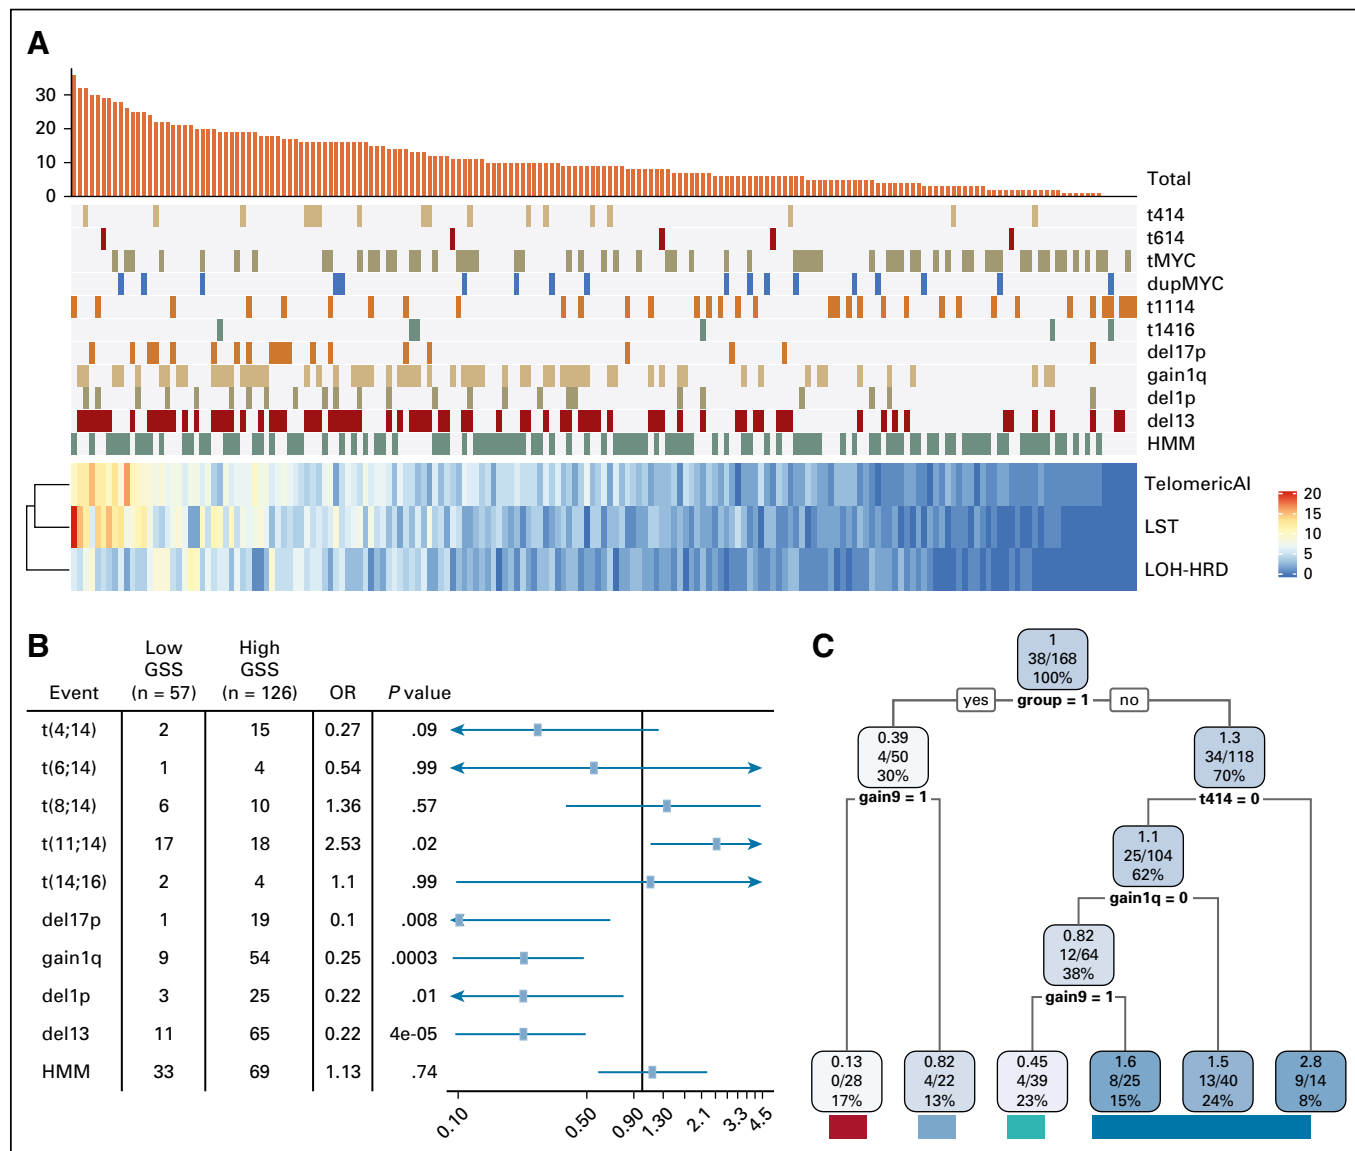 A
30
20
10
0
Total
t414
t614
tMYC
dupMYC
t1114
t1416
del17p
gain1q
del1p
del13
HMM
TelomericAI
LST
LOH-HRD
20
15
10
5
0
B
Low GSS (n = 57)
High GSS (n = 126)
Event Low GSS (n = 57) High GSS (n = 126) OR P value
t(4;14) 2 15 0.27 .09
t(6;14) 1 4 0.54 .99
t(8;14) 6 10 1.36 .57
t(11;14) 17 18 2.53 .02
t(14;16) 2 4 1.1 .99
del17p 1 19 0.1 .008
gain1q 9 54 0.25 .0003
del1p 3 25 0.22 .01
del13 11 65 0.22 4e-05
HMM 33 69 1.13 .74
0.10 0.50 0.90 1.30 2.1 3.3 4.5
C
1
38/168
100%
yes group = 1 no
0.39
4/50
30%
gain9 = 1
1.3
34/118
70%
t414 = 0
1.1
25/104
62%
gain1q = 0
0.82
12/64
38%
gain9 = 1
0.13
0/28
17%
0.82
4/22
13%
0.45
4/39
23%
1.6
8/25
15%
1.5
13/40
24%
2.8
9/14
8%